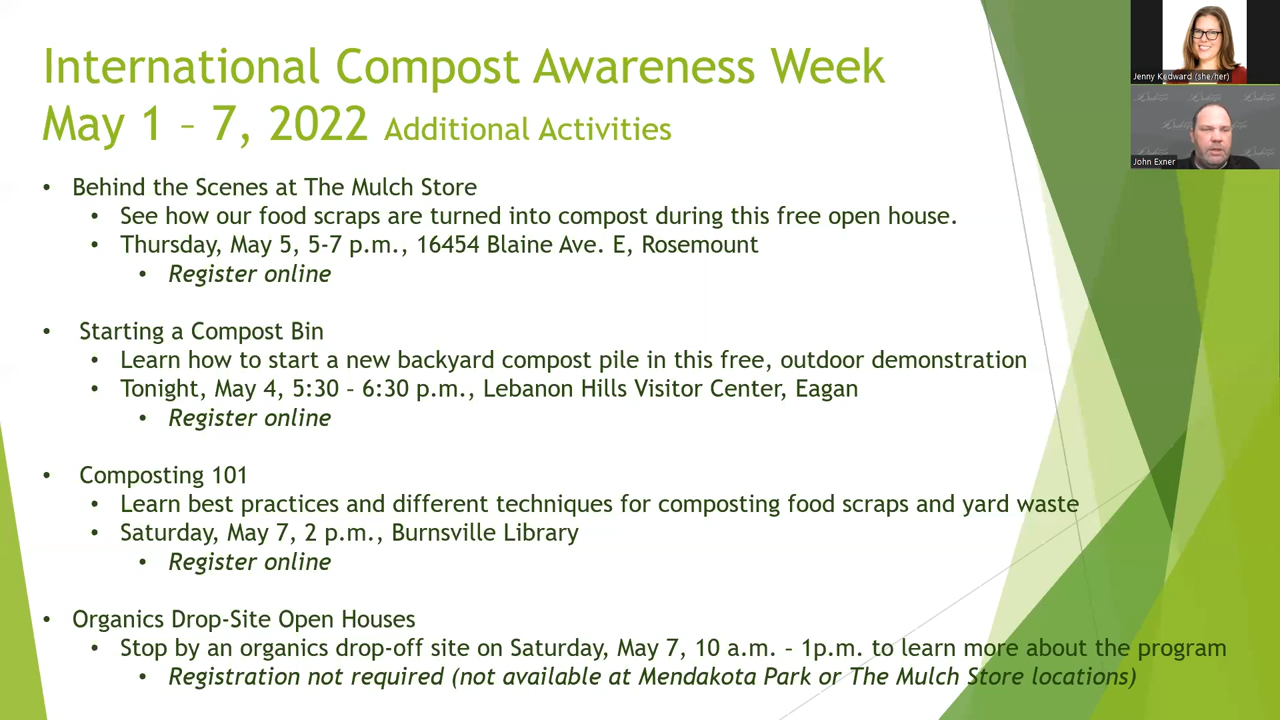 International Compost Awareness Week
May 1 – 7, 2022 Additional Activities
• Behind the Scenes at The Mulch Store
• See how our food scraps are turned into compost during this free open house.
• Thursday, May 5, 5-7 p.m., 16454 Blaine Ave. E, Rosemount
• Register online
• Starting a Compost Bin
• Learn how to start a new backyard compost pile in this free, outdoor demonstration
• Tonight, May 4, 5:30 – 6:30 p.m., Lebanon Hills Visitor Center, Eagan
• Register online
• Composting 101
• Learn best practices and different techniques for composting food scraps and yard waste
• Saturday, May 7, 2 p.m., Burnsville Library
• Register online
• Organics Drop-Site Open Houses
• Stop by an organics drop-off site on Saturday, May 7, 10 a.m. – 1p.m. to learn more about the program
• Registration not required (not available at Mendakota Park or The Mulch Store locations)
Jenny Kedward (she/her)
John Exner